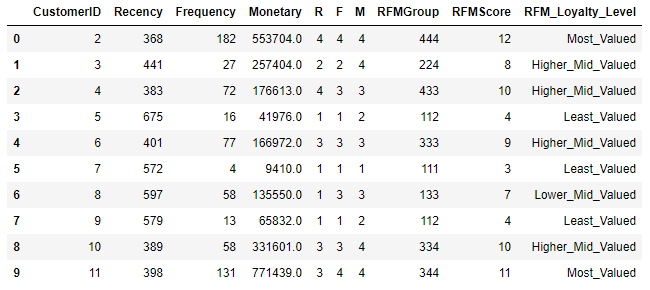 CustomerID Recency Frequency Monetary R F M RFMGroup RFMScore RFM_Loyalty_Level
0 2 368 182 553704.0 4 4 4 444 12 Most_Valued
1 3 441 27 257404.0 2 2 4 224 8 Higher_Mid_Valued
2 4 383 72 176613.0 4 3 3 433 10 Higher_Mid_Valued
3 5 675 16 41976.0 1 1 2 112 4 Least_Valued
4 6 401 77 166972.0 3 3 3 333 9 Higher_Mid_Valued
5 7 572 4 9410.0 1 1 1 111 3 Least_Valued
6 8 597 58 135550.0 1 3 3 133 7 Lower_Mid_Valued
7 9 579 13 65832.0 1 1 2 112 4 Least_Valued
8 10 389 58 331601.0 3 3 4 334 10 Higher_Mid_Valued
9 11 398 131 771439.0 3 4 4 344 11 Most_Valued